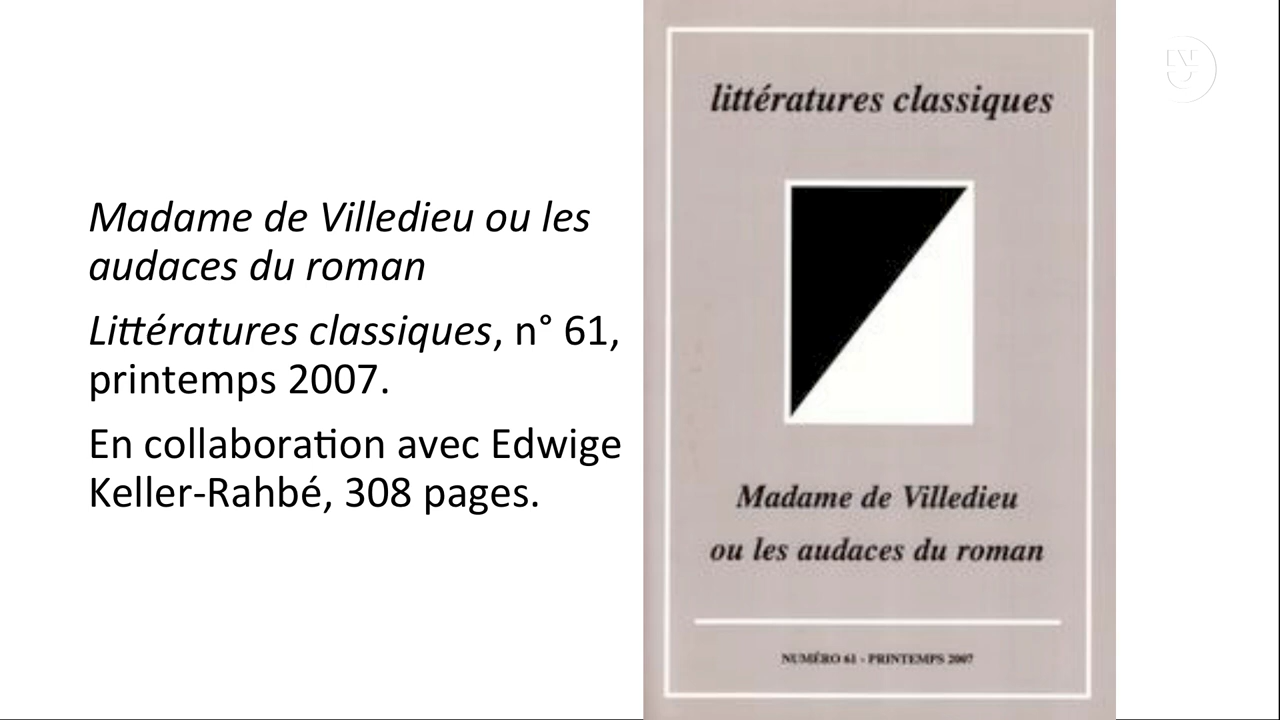 Madame de Villedieu ou les
audaces du roman
Littératures classiques, n° 61,
printemps 2007.
En collaboration avec Edwige
Keller-Rahbé, 308 pages.
littératures classiques
Madame de Villedieu
ou les audaces du roman
NUMÉRO 61 - PRINTEMPS 2007